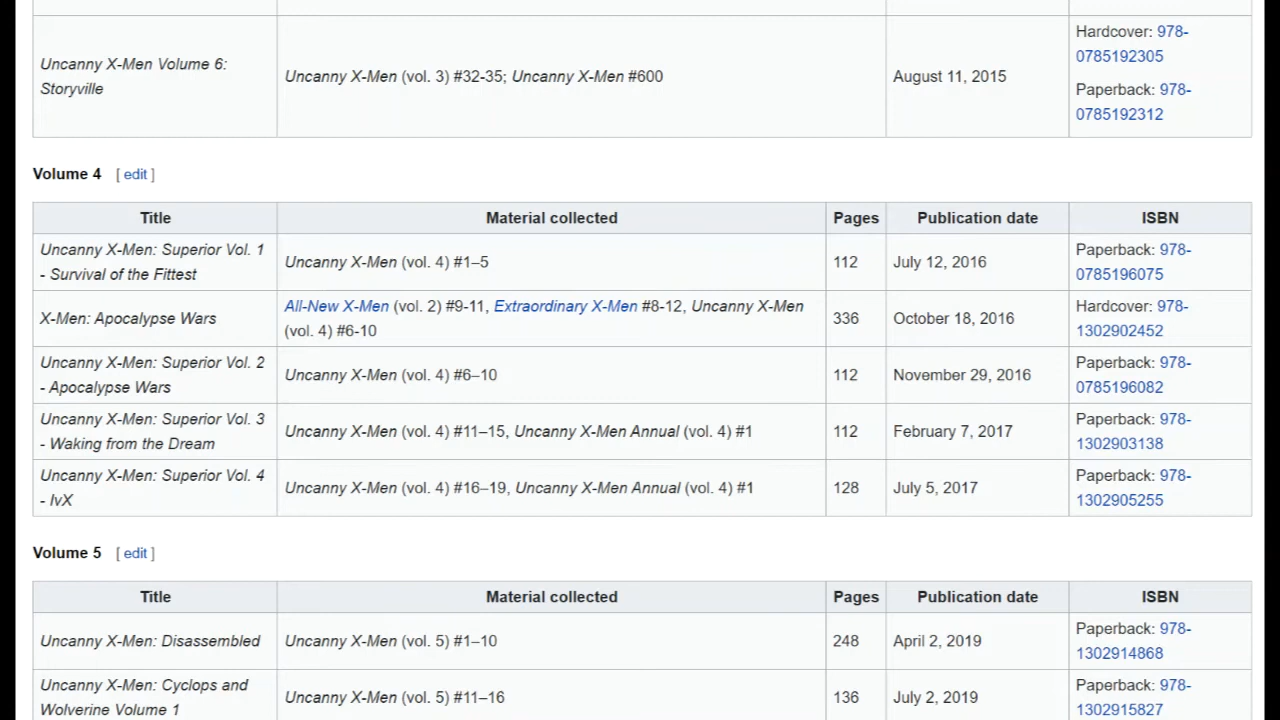 Hardcover: 978-
0785192305
Uncanny X-Men Volume 6:
Storyville
Uncanny X-Men (vol. 3) #32-35; Uncanny X-Men #600
August 11, 2015
Paperback: 978-
0785192312
Volume 4 [ edit ]
Title Material collected Pages Publication date ISBN
Uncanny X-Men: Superior Vol. 1
- Survival of the Fittest
Uncanny X-Men (vol. 4) #1–5
112
July 12, 2016
Paperback: 978-
0785196075
X-Men: Apocalypse Wars
All-New X-Men (vol. 2) #9-11, Extraordinary X-Men #8-12, Uncanny X-Men
(vol. 4) #6-10
336
October 18, 2016
Hardcover: 978-
1302902452
Uncanny X-Men: Superior Vol. 2
- Apocalypse Wars
Uncanny X-Men (vol. 4) #6–10
112
November 29, 2016
Paperback: 978-
0785196082
Uncanny X-Men: Superior Vol. 3
- Waking from the Dream
Uncanny X-Men (vol. 4) #11–15, Uncanny X-Men Annual (vol. 4) #1
112
February 7, 2017
Paperback: 978-
1302903138
Uncanny X-Men: Superior Vol. 4
- IvX
Uncanny X-Men (vol. 4) #16–19, Uncanny X-Men Annual (vol. 4) #1
128
July 5, 2017
Paperback: 978-
1302905255
Volume 5 [ edit ]
Title Material collected Pages Publication date ISBN
Uncanny X-Men: Disassembled
Uncanny X-Men (vol. 5) #1–10
248
April 2, 2019
Paperback: 978-
1302914868
Uncanny X-Men: Cyclops and
Wolverine Volume 1
Uncanny X-Men (vol. 5) #11–16
136
July 2, 2019
Paperback: 978-
1302915827